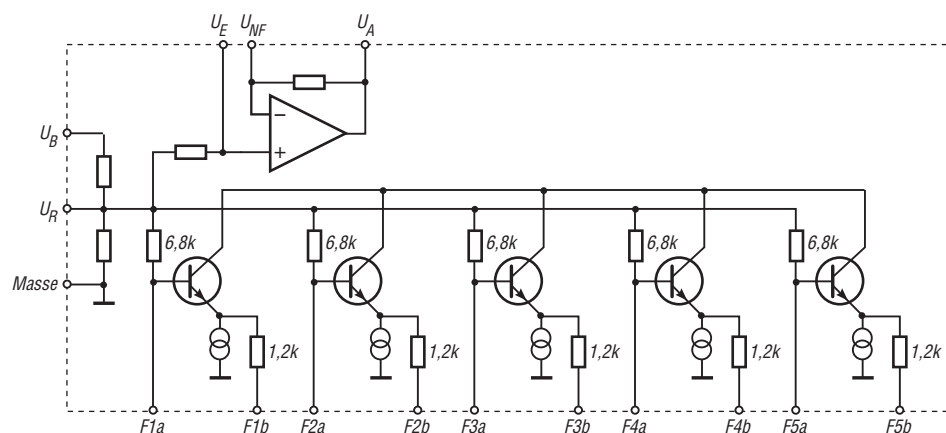 U_E U_NF U_A
− 
+
U_B
U_R
6,8k 6,8k 6,8k 6,8k 6,8k
Masse
1,2k 1,2k 1,2k 1,2k 1,2k
F1a F1b F2a F2b F3a F3b F4a F4b F5a F5b